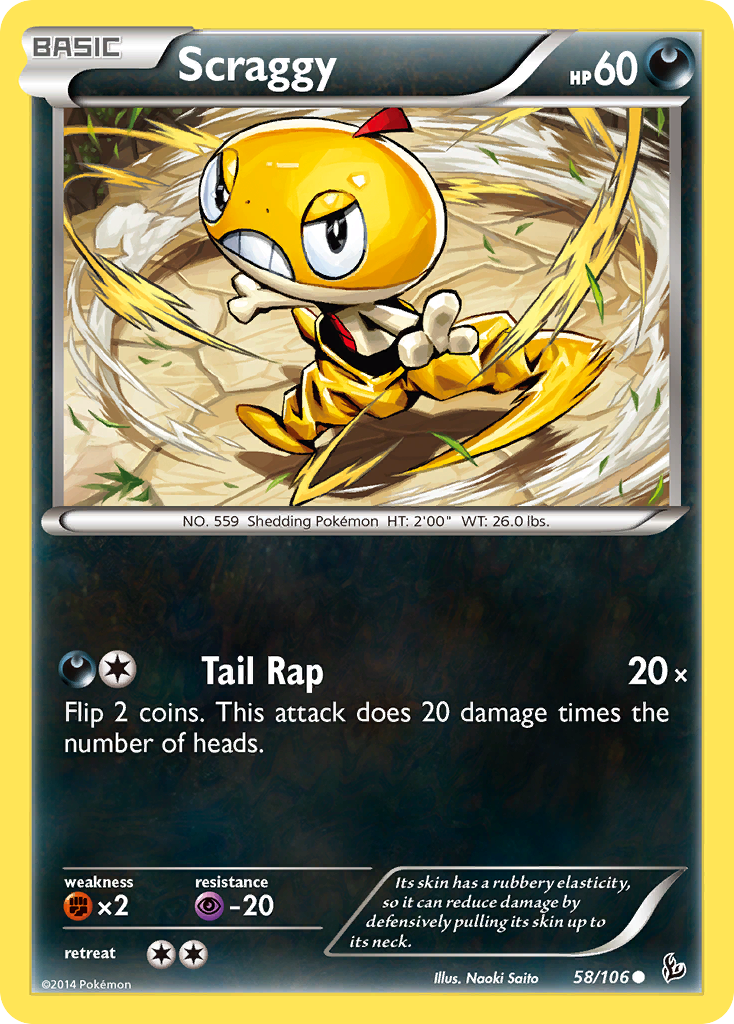 BASIC
Scraggy
HP60
NO. 559 Shedding Pokémon HT: 2'00" WT: 26.0 lbs.
Tail Rap 20×
Flip 2 coins. This attack does 20 damage times the
number of heads.
weakness
×2
resistance
-20
retreat
Its skin has a rubbery elasticity,
so it can reduce damage by
defensively pulling its skin up to
its neck.
©2014 Pokémon
Illus. Naoki Saito
58/106